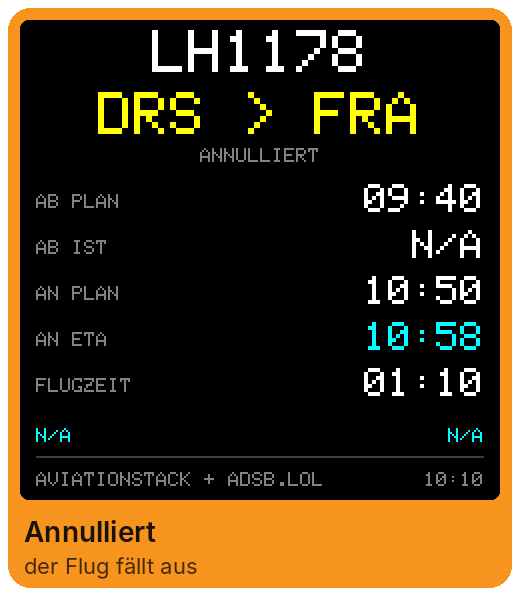 LH1178
DRS > FRA
ANNULLIERT
AB PLAN 09:40
AB IST N/A
AN PLAN 10:50
AN ETA 10:58
FLUGZEIT 01:10
N/A N/A
AVIATIONSTACK + ADSB.LOL 10:10
Annulliert
der Flug fällt aus